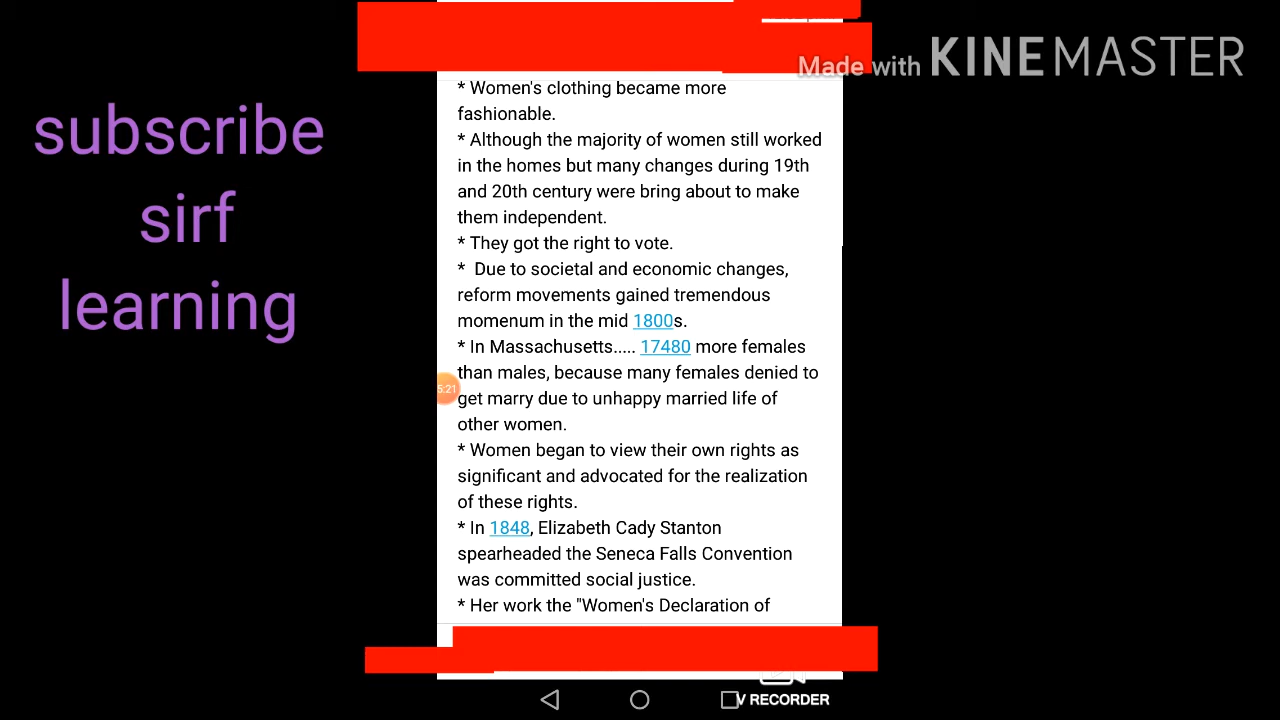 Made with KINEMASTER
subscribe
sirf
learning
* Women's clothing became more
fashionable.
* Although the majority of women still worked
in the homes but many changes during 19th
and 20th century were bring about to make
them independent.
* They got the right to vote.
* Due to societal and economic changes,
reform movements gained tremendous
momenum in the mid 1800s.
* In Massachusetts..... 17480 more females
than males, because many females denied to
5:21
get marry due to unhappy married life of
other women.
* Women began to view their own rights as
significant and advocated for the realization
of these rights.
* In 1848, Elizabeth Cady Stanton
spearheaded the Seneca Falls Convention
was committed social justice.
* Her work the "Women's Declaration of
V RECORDER